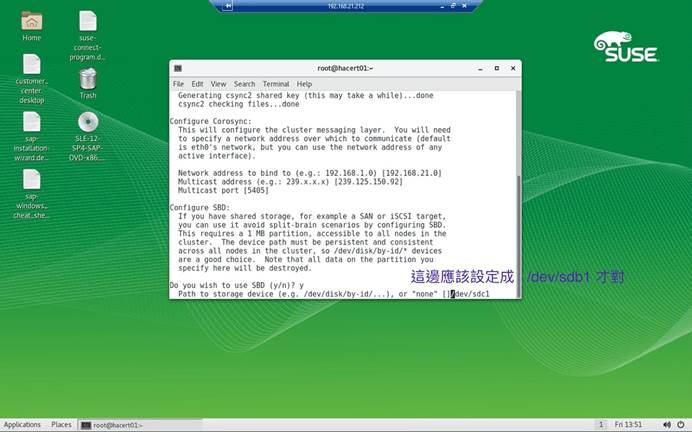 192.168.21.212
Home
suse-
connect-
program.d...
customer_
center.
desktop
Trash
sap-
installation-
wizard.de...
SLE-12-
SP4-SAP-
DVD-x86....
sap-
windows_
cheat_she...
SUSE
root@hacert01:~
File Edit View Search Terminal Help
Generating csync2 shared key (this may take a while)...done
csync2 checking files...done
Configure Corosync:
This will configure the cluster messaging layer. You will need
to specify a network address over which to communicate (default
is eth0's network, but you can use the network address of any
active interface).
Network address to bind to (e.g.: 192.168.1.0) [192.168.21.0]
Multicast address (e.g.: 239.x.x.x) [239.125.150.92]
Multicast port [5405]
Configure SBD:
If you have shared storage, for example a SAN or iSCSI target,
you can use it avoid split-brain scenarios by configuring SBD.
This requires a 1 MB partition, accessible to all nodes in the
cluster. The device path must be persistent and consistent
across all nodes in the cluster, so /dev/disk/by-id/* devices
are a good choice. Note that all data on the partition you
specify here will be destroyed.
這邊應該設定成 /dev/sdb1 才對
Do you wish to use SBD (y/n)? y
Path to storage device (e.g. /dev/disk/by-id/...), or "none" []/dev/sdc1
Applications Places root@hacert01:~ 1 Fri 13:51